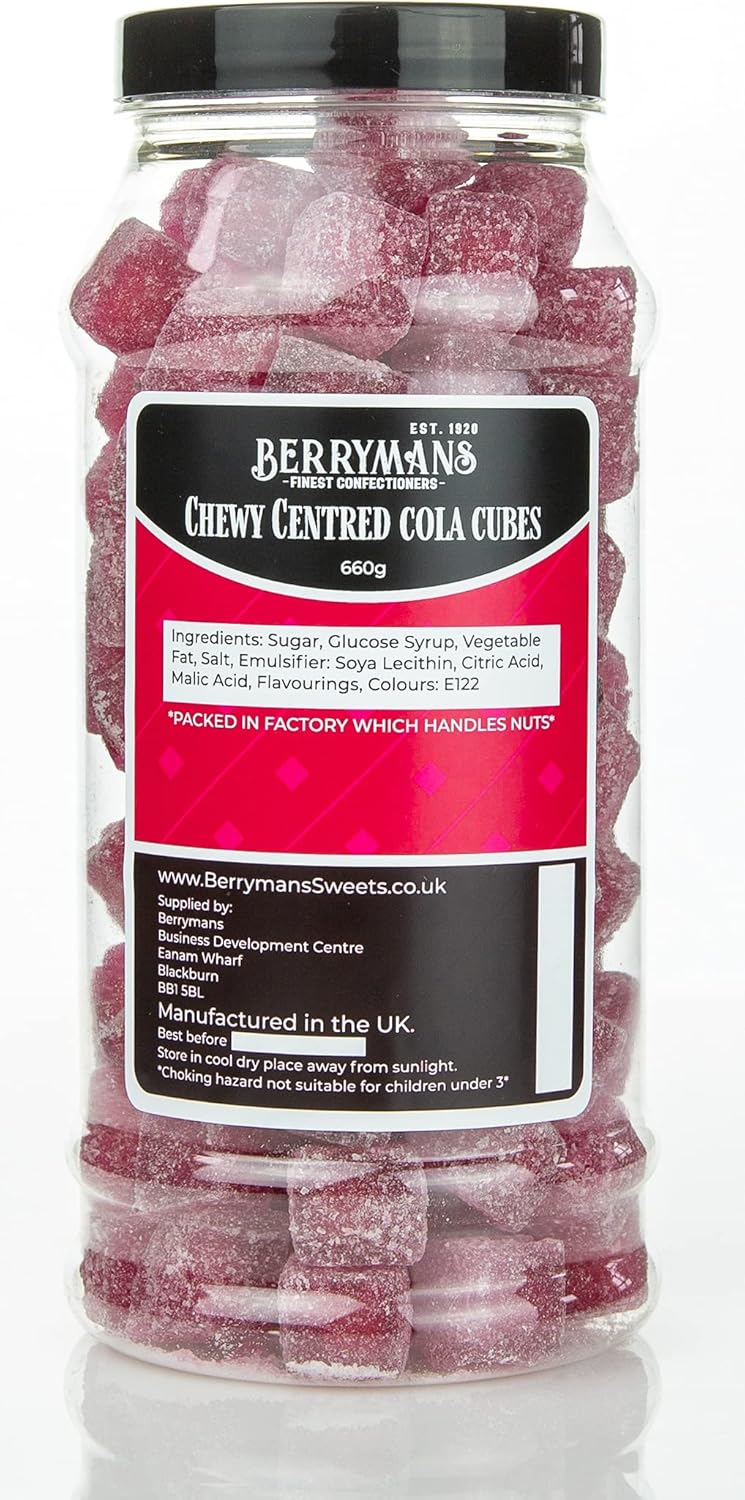 EST. 1920
BERRYMANS
-FINEST CONFECTIONERS-
CHEWY CENTRED COLA CUBES
660g
Ingredients: Sugar, Glucose Syrup, Vegetable
Fat, Salt, Emulsifier: Soya Lecithin, Citric Acid,
Malic Acid, Flavourings, Colours: E122
*PACKED IN FACTORY WHICH HANDLES NUTS*
www.BerrymansSweets.co.uk
Supplied by:
Berrymans
Business Development Centre
Eanam Wharf
Blackburn
BB1 5BL
Manufactured in the UK.
Best before
Store in cool dry place away from sunlight.
*Choking hazard not suitable for children under 3*